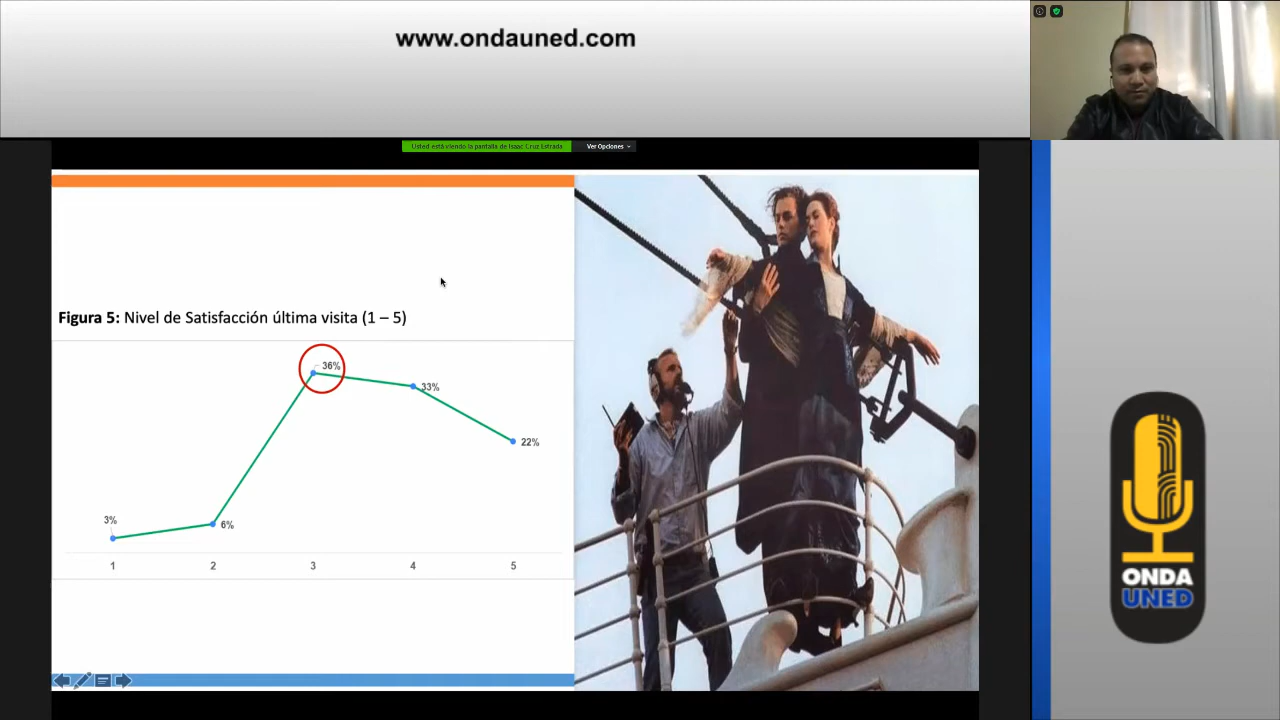 www.ondauned.com
Usted está viendo la pantalla de Isaac Cruz Estrada
Ver Opciones
Figura 5: Nivel de Satisfacción última visita (1 – 5)
36%
33%
22%
3%
6%
1 2 3 4 5
ONDA
UNED